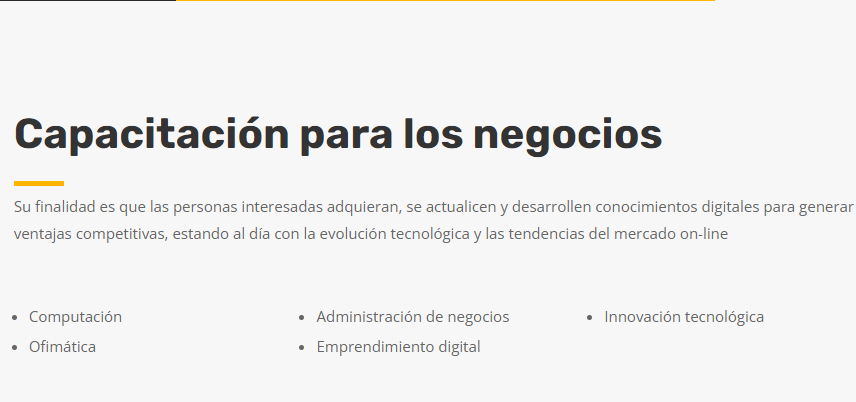 Capacitación para los negocios
Su finalidad es que las personas interesadas adquieran, se actualicen y desarrollen conocimientos digitales para generar
ventajas competitivas, estando al día con la evolución tecnológica y las tendencias del mercado on-line
• Computación
• Ofimática
• Administración de negocios
• Emprendimiento digital
• Innovación tecnológica